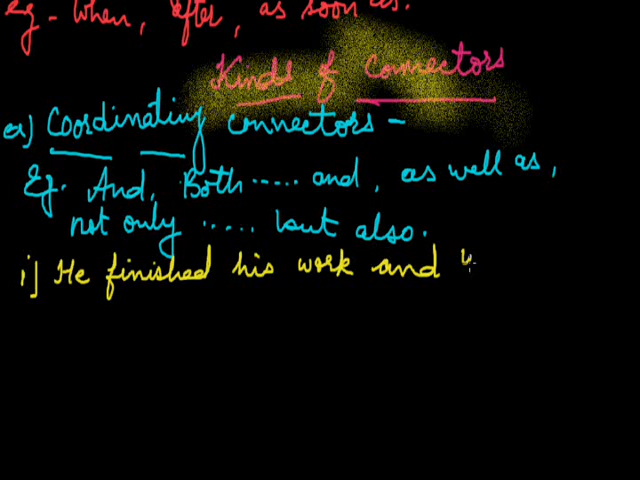 eg - When, after, as soon as.
Kinds of Connectors
a) Coordinating connectors -
Eg. And, Both ..... and, as well as,
not only ..... but also.
i] He finished his work and